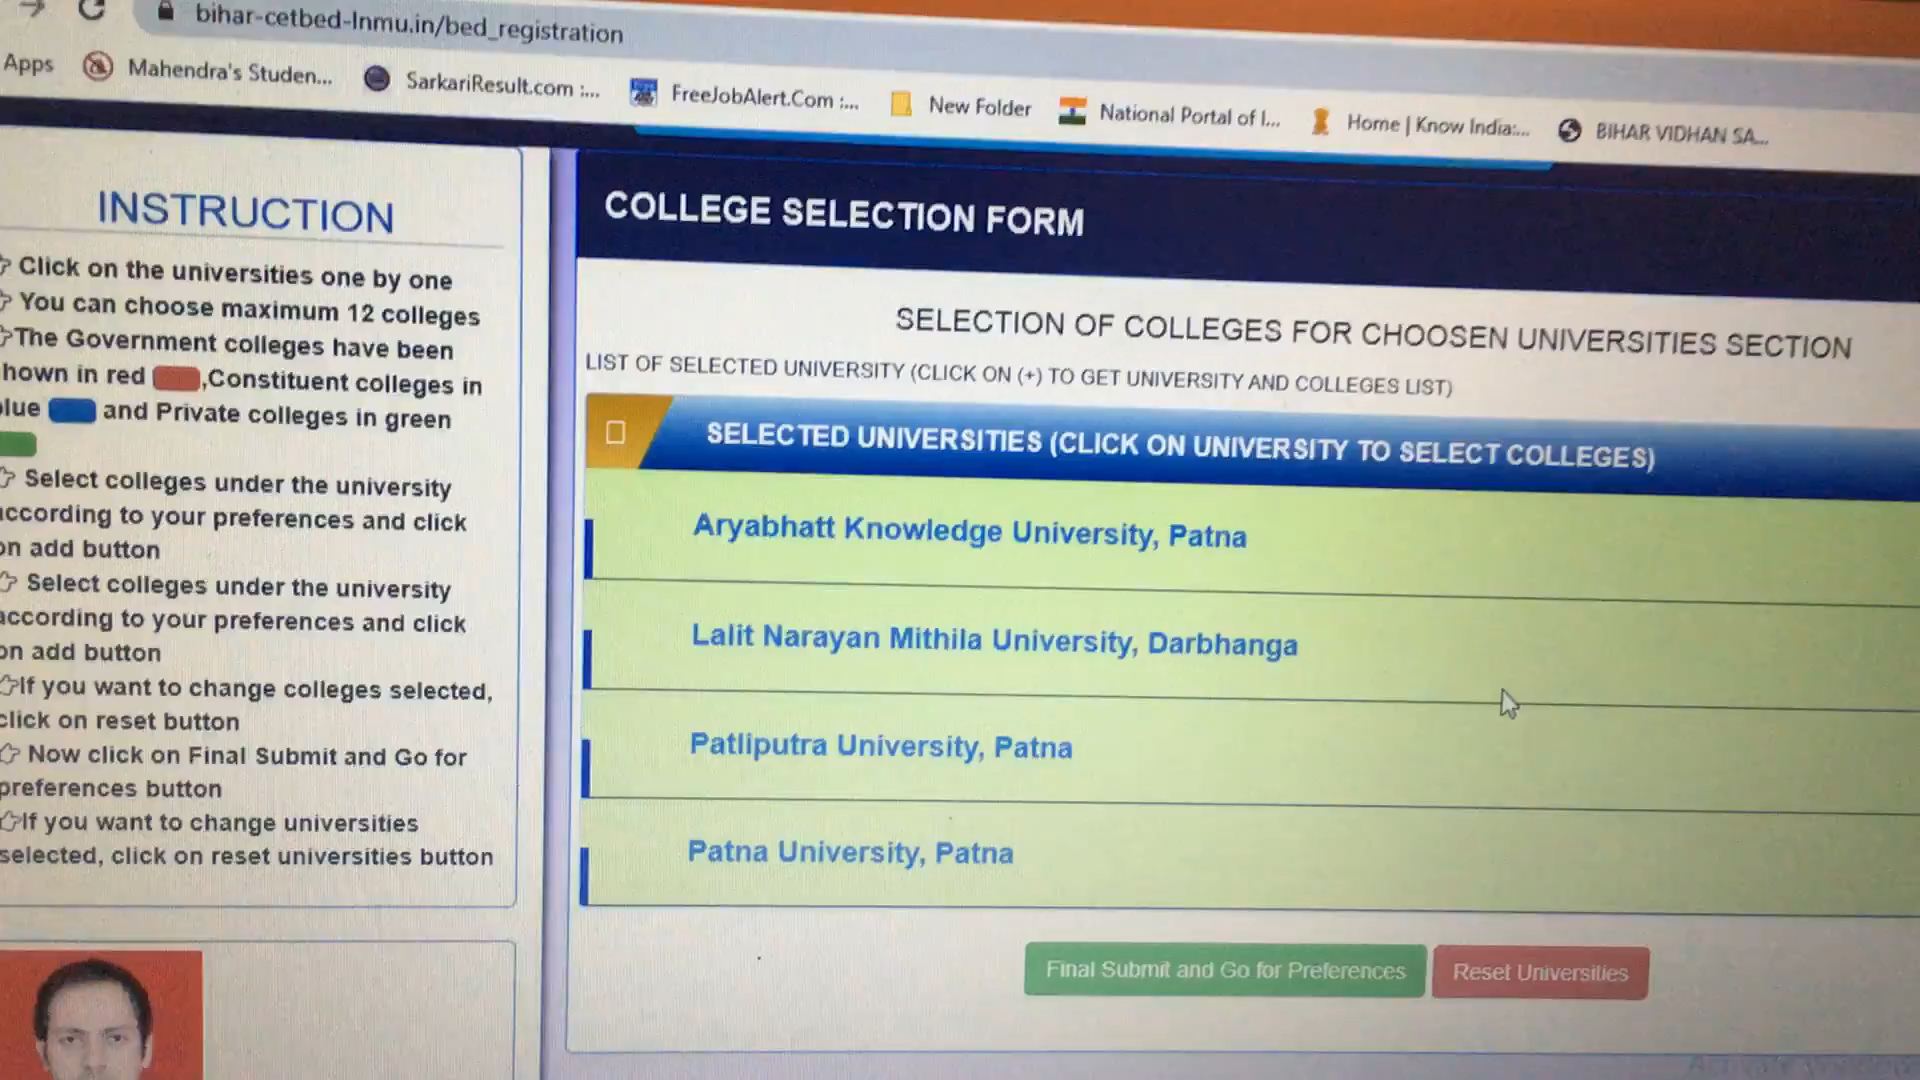 bihar-cetbed-lnmu.in/bed_registration
Apps
Mahendra's Studen...
SarkariResult.com :...
FreeJobAlert.Com :...
New Folder
National Portal of I...
Home | Know India:...
BIHAR VIDHAN SA...
INSTRUCTION
Click on the universities one by one
You can choose maximum 12 colleges
The Government colleges have been
hown in red ,Constituent colleges in
lue and Private colleges in green
Select colleges under the university
according to your preferences and click
on add button
Select colleges under the university
according to your preferences and click
on add button
If you want to change colleges selected,
click on reset button
Now click on Final Submit and Go for
preferences button
If you want to change universities
selected, click on reset universities button
COLLEGE SELECTION FORM
SELECTION OF COLLEGES FOR CHOOSEN UNIVERSITIES SECTION
LIST OF SELECTED UNIVERSITY (CLICK ON (+) TO GET UNIVERSITY AND COLLEGES LIST)
SELECTED UNIVERSITIES (CLICK ON UNIVERSITY TO SELECT COLLEGES)
Aryabhatt Knowledge University, Patna
Lalit Narayan Mithila University, Darbhanga
Patliputra University, Patna
Patna University, Patna
Final Submit and Go for Preferences
Reset Universities